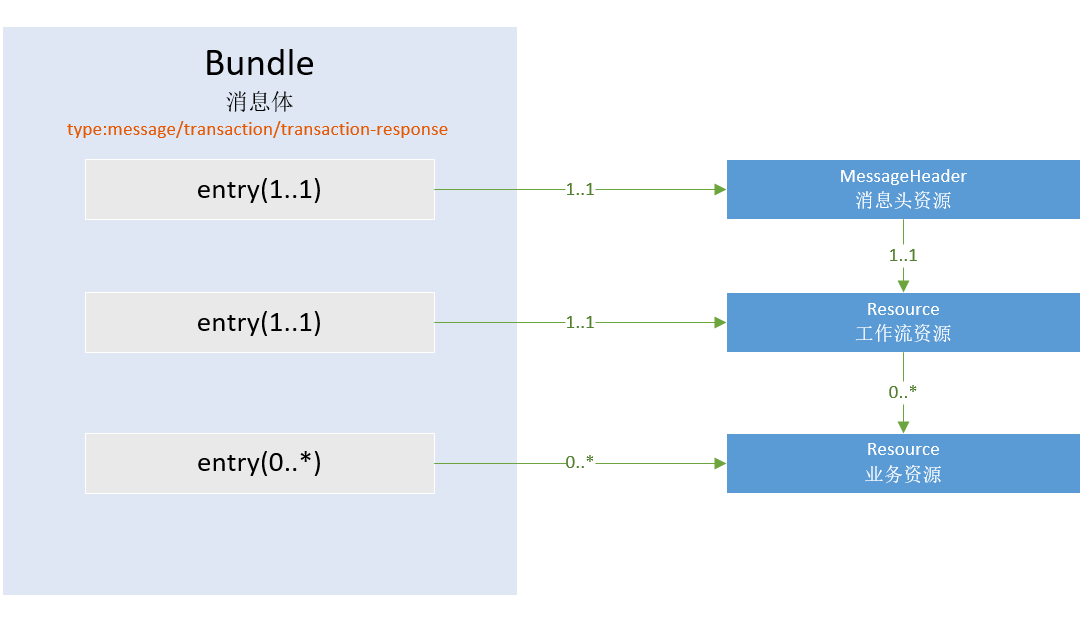 Bundle
消息体
type:message/transaction/transaction-response
entry(1..1)
1..1
MessageHeader
消息头资源
1..1
entry(1..1)
1..1
Resource
工作流资源
0..*
entry(0..*)
0..*
Resource
业务资源